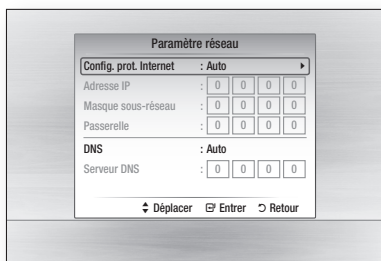 Paramètre réseau
Config. prot. Internet : Auto
Adresse IP : 0 0 0 0
Masque sous-réseau : 0 0 0 0
Passerelle : 0 0 0 0
DNS : Auto
Serveur DNS : 0 0 0 0
Déplacer Entrer Retour